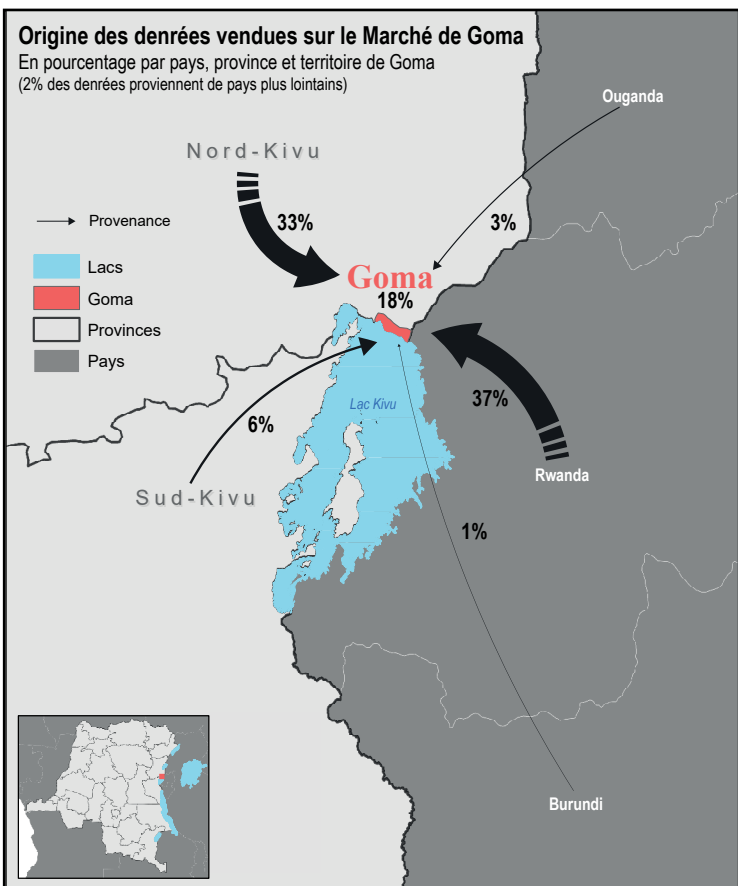 Origine des denrées vendues sur le Marché de Goma
En pourcentage par pays, province et territoire de Goma
(2% des denrées proviennent de pays plus lointains)
Ouganda
Nord-Kivu
Provenance
33%
3%
Lacs
Goma
Provinces
Pays
Goma
18%
Lac Kivu
37%
6%
Rwanda
Sud-Kivu
1%
Burundi